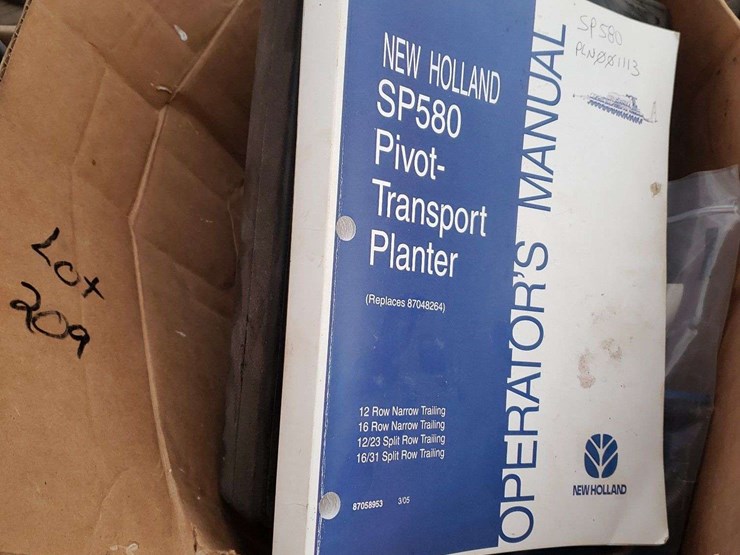 Lot
209
NEW HOLLAND
SP580
Pivot-
Transport
Planter
(Replaces 87048264)
12 Row Narrow Trailing
16 Row Narrow Trailing
12/23 Split Row Trailing
16/31 Split Row Trailing
87058953 3/05
OPERATOR'S MANUAL
SP580
PLN001113
NEW HOLLAND